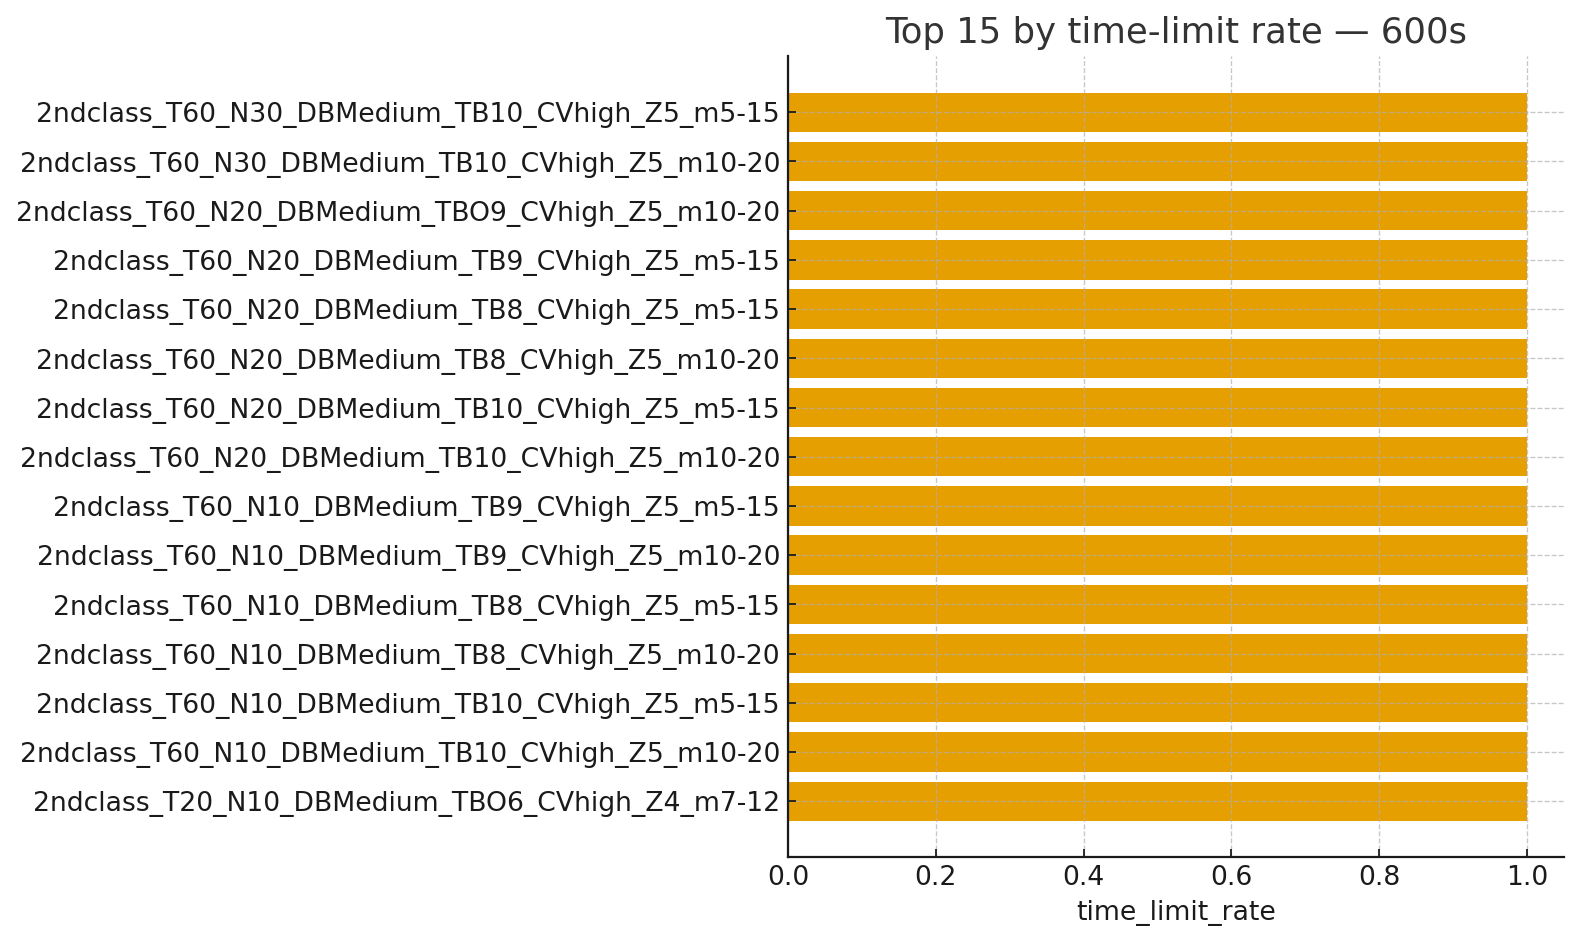 Top 15 by time-limit rate — 600s
2ndclass_T60_N30_DBMedium_TB10_CVhigh_Z5_m5-15
2ndclass_T60_N30_DBMedium_TB10_CVhigh_Z5_m10-20
2ndclass_T60_N20_DBMedium_TBO9_CVhigh_Z5_m10-20
2ndclass_T60_N20_DBMedium_TB9_CVhigh_Z5_m5-15
2ndclass_T60_N20_DBMedium_TB8_CVhigh_Z5_m5-15
2ndclass_T60_N20_DBMedium_TB8_CVhigh_Z5_m10-20
2ndclass_T60_N20_DBMedium_TB10_CVhigh_Z5_m5-15
2ndclass_T60_N20_DBMedium_TB10_CVhigh_Z5_m10-20
2ndclass_T60_N10_DBMedium_TB9_CVhigh_Z5_m5-15
2ndclass_T60_N10_DBMedium_TB9_CVhigh_Z5_m10-20
2ndclass_T60_N10_DBMedium_TB8_CVhigh_Z5_m5-15
2ndclass_T60_N10_DBMedium_TB8_CVhigh_Z5_m10-20
2ndclass_T60_N10_DBMedium_TB10_CVhigh_Z5_m5-15
2ndclass_T60_N10_DBMedium_TB10_CVhigh_Z5_m10-20
2ndclass_T20_N10_DBMedium_TBO6_CVhigh_Z4_m7-12
0.0 0.2 0.4 0.6 0.8 1.0
time_limit_rate